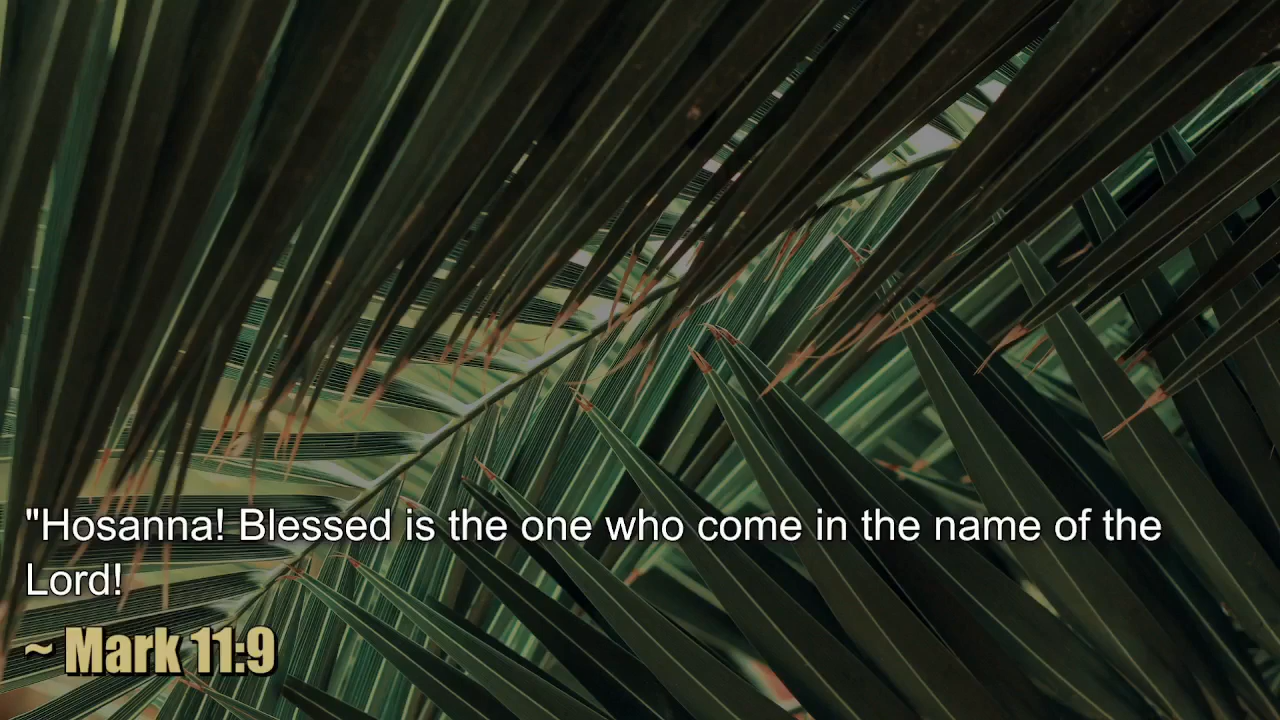 "Hosanna! Blessed is the one who come in the name of the
Lord!
~ Mark 11:9